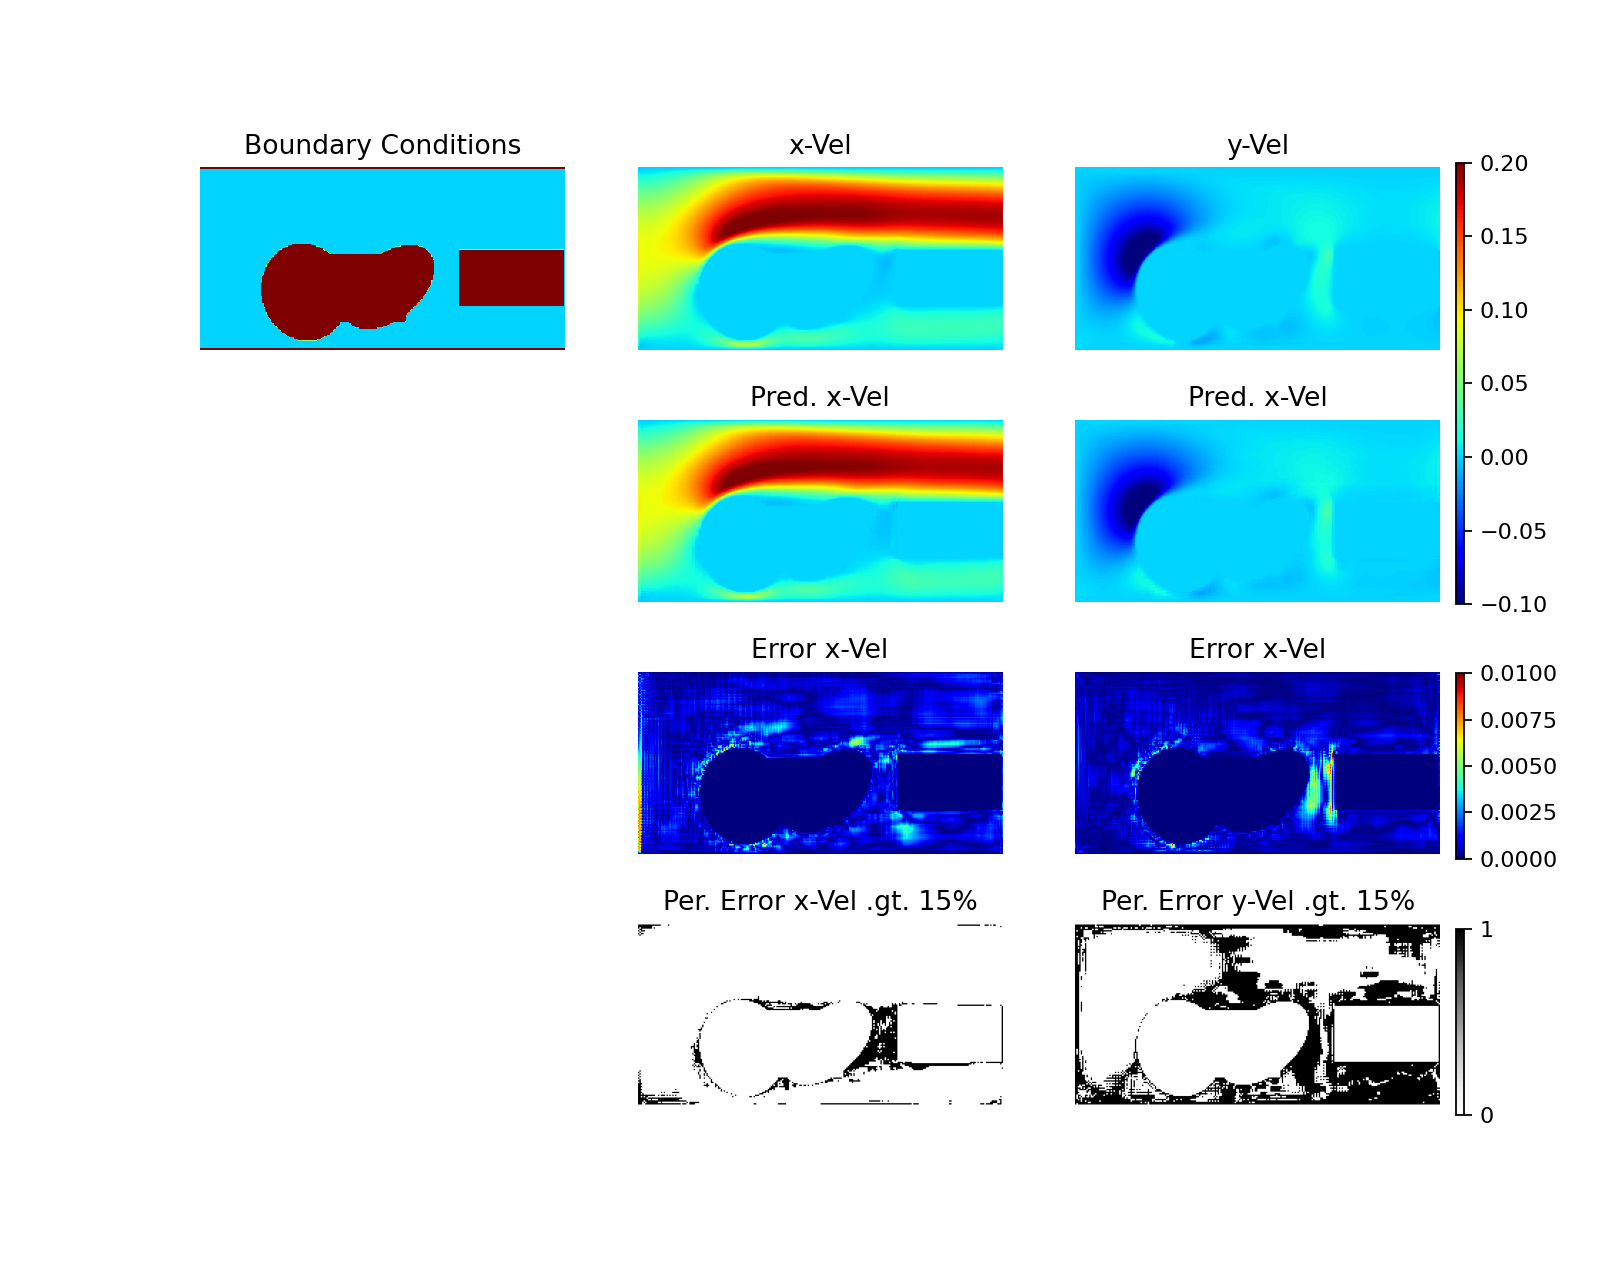 Boundary Conditions
x-Vel
y-Vel
0.20
0.15
0.10
0.05
0.00
−0.05
−0.10
Pred. x-Vel
Pred. x-Vel
Error x-Vel
Error x-Vel
0.0100
0.0075
0.0050
0.0025
0.0000
Per. Error x-Vel .gt. 15%
Per. Error y-Vel .gt. 15%
1
0